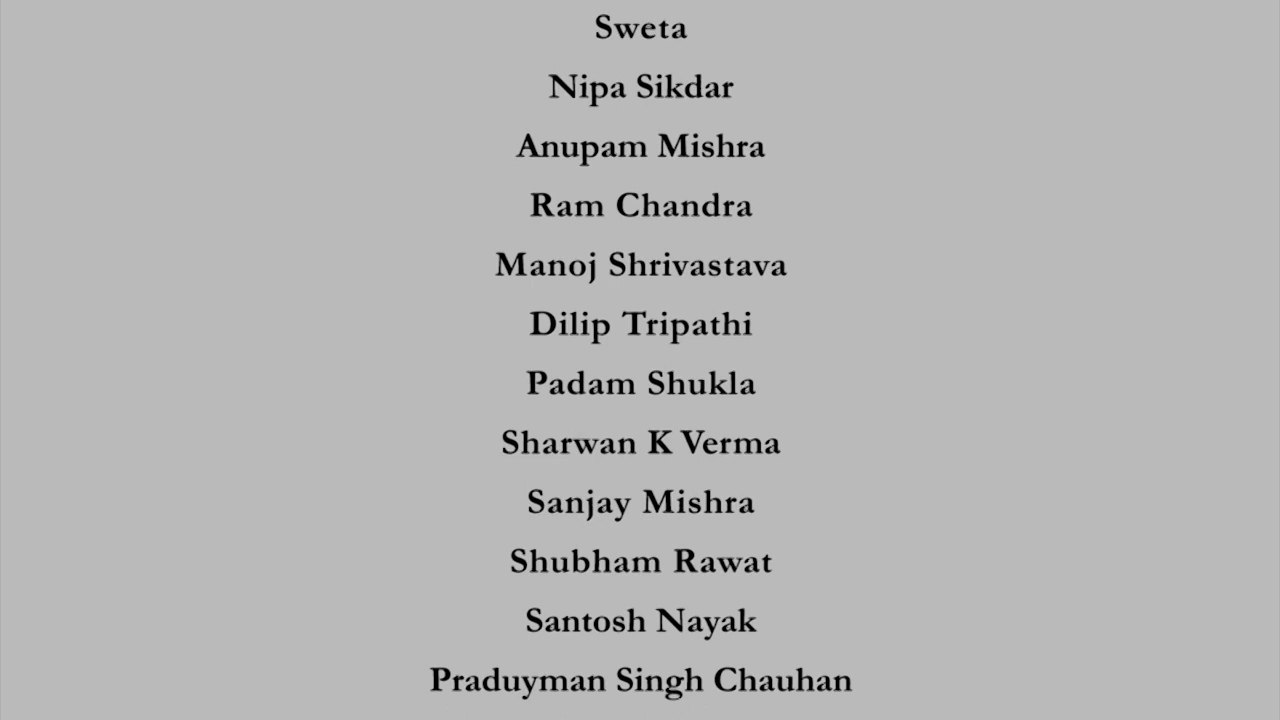 Sweta
Nipa Sikdar
Anupam Mishra
Ram Chandra
Manoj Shrivastava
Dilip Tripathi
Padam Shukla
Sharwan K Verma
Sanjay Mishra
Shubham Rawat
Santosh Nayak
Praduyman Singh Chauhan